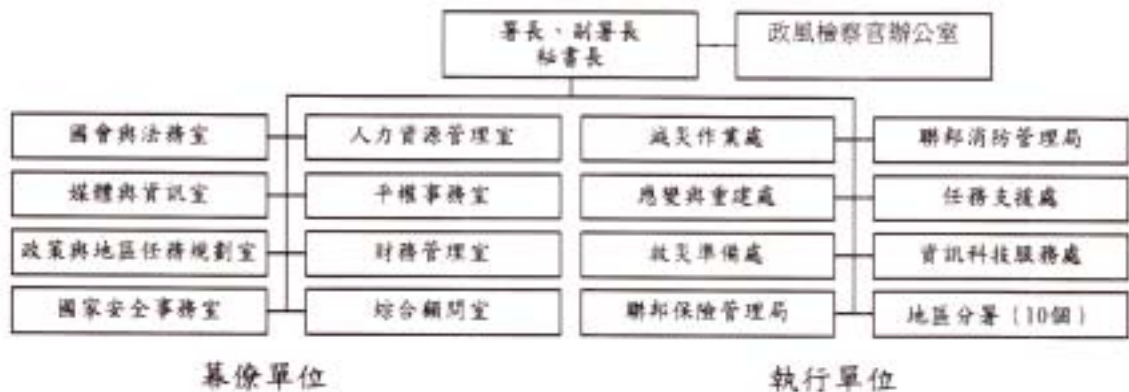 署長、副署長
秘書長
政風檢察官辦公室
國會與法務室
人力資源管理室
減災作業處
聯邦消防管理局
媒體與資訊室
平權事務室
應變與重建處
任務支援處
政策與地區任務規劃室
財務管理室
救災準備處
資訊科技服務處
國家安全事務室
綜合顧問室
聯邦保險管理局
地區分署(10個)
幕僚單位
執行單位